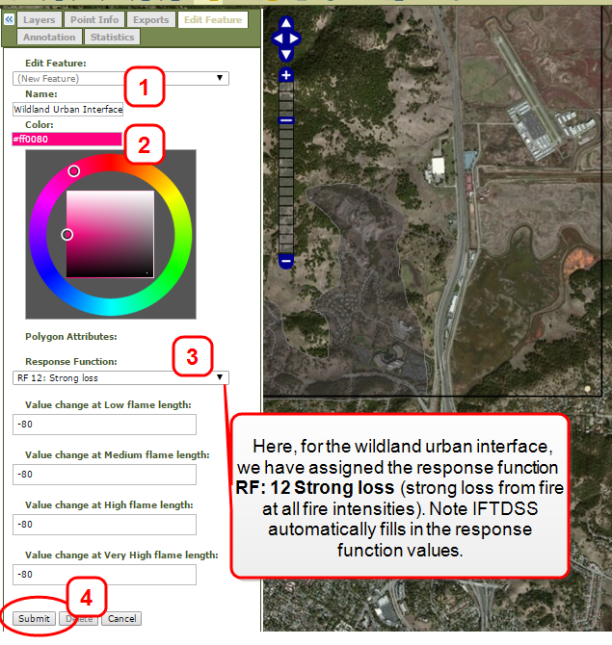 « Layers Point Info Exports Edit Feature
Annotation Statistics
Edit Feature:
(New Feature)
1
Name:
Wildland Urban Interface
Color:
#ff0080
2
Polygon Attributes:
Response Function:
3
RF 12: Strong loss
Value change at Low flame length:
-80
Value change at Medium flame length:
-80
Value change at High flame length:
-80
Value change at Very High flame length:
-80
4
Submit Delete Cancel
Here, for the wildland urban interface,
we have assigned the response function
RF: 12 Strong loss (strong loss from fire
at all fire intensities). Note IFTDSS
automatically fills in the response
function values.